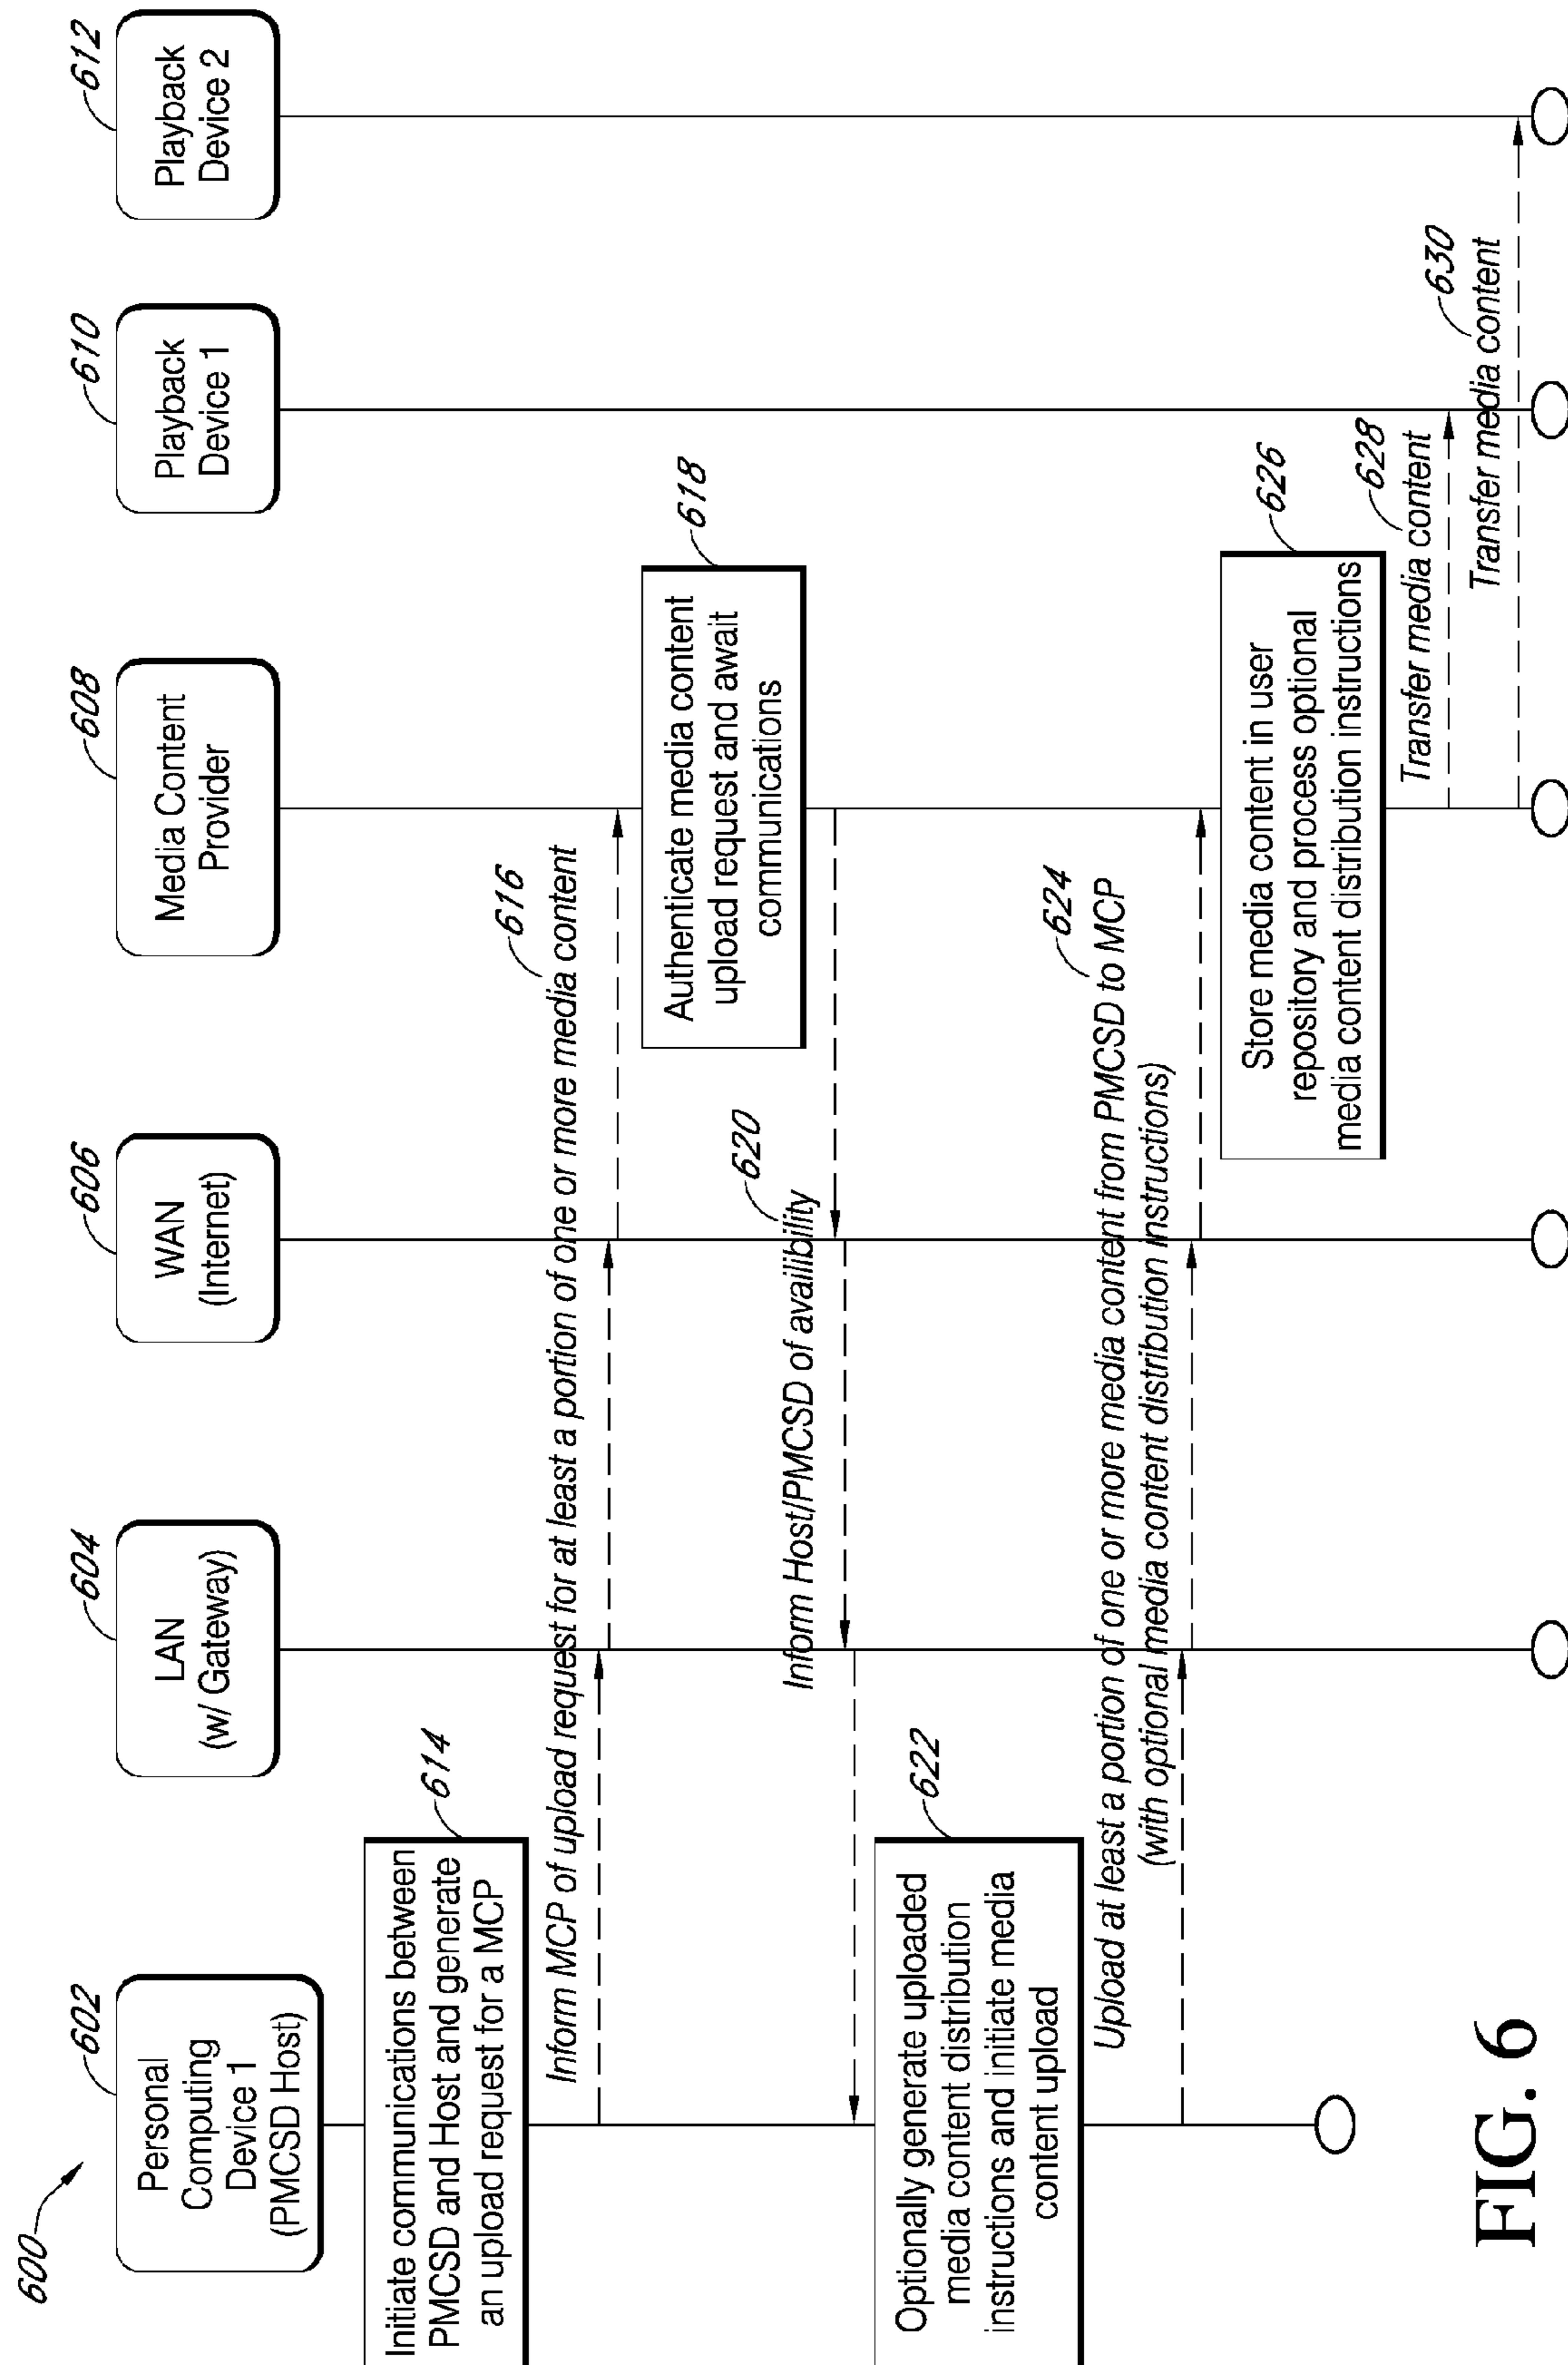 600
602
Personal
Computing
Device 1
(PMCSD Host)
604
LAN
(w/ Gateway)
606
WAN
(Internet)
608
Media Content
Provider
610
Playback
Device 1
612
Playback
Device 2
614
Initiate communications between
PMCSD and Host and generate
an upload request for a MCP
616
Inform MCP of upload request for at least a portion of one or more media content
618
Authenticate media content
upload request and await
communications
620
Inform Host/PMCSD of availibility
622
Optionally generate uploaded
media content distribution
instructions and initiate media
content upload
624
Upload at least a portion of one or more media content from PMCSD to MCP
(with optional media content distribution instructions)
626
Store media content in user
repository and process optional
media content distribution instructions
628
Transfer media content
630
Transfer media content
FIG. 6